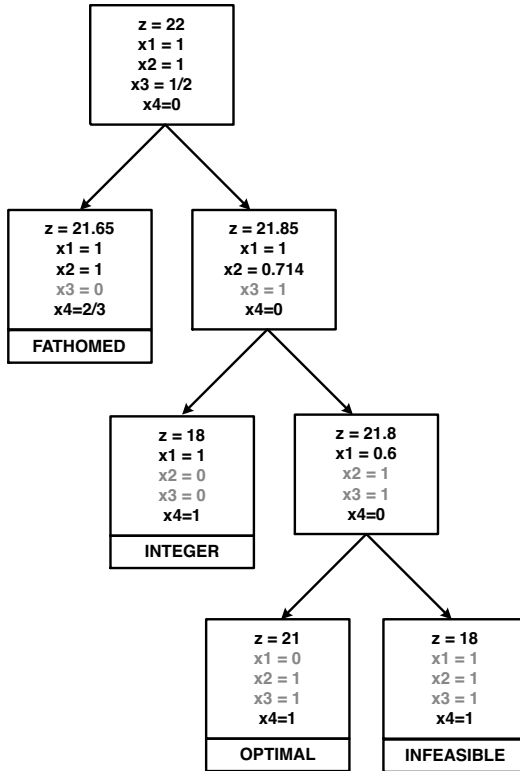 z = 22
x1 = 1
x2 = 1
x3 = 1/2
x4=0
z = 21.65
x1 = 1
x2 = 1
x3 = 0
x4=2/3
FATHOMED
z = 21.85
x1 = 1
x2 = 0.714
x3 = 1
x4=0
z = 18
x1 = 1
x2 = 0
x3 = 0
x4=1
INTEGER
z = 21.8
x1 = 0.6
x2 = 1
x3 = 1
x4=0
z = 21
x1 = 0
x2 = 1
x3 = 1
x4=1
OPTIMAL
z = 18
x1 = 1
x2 = 1
x3 = 1
x4=1
INFEASIBLE